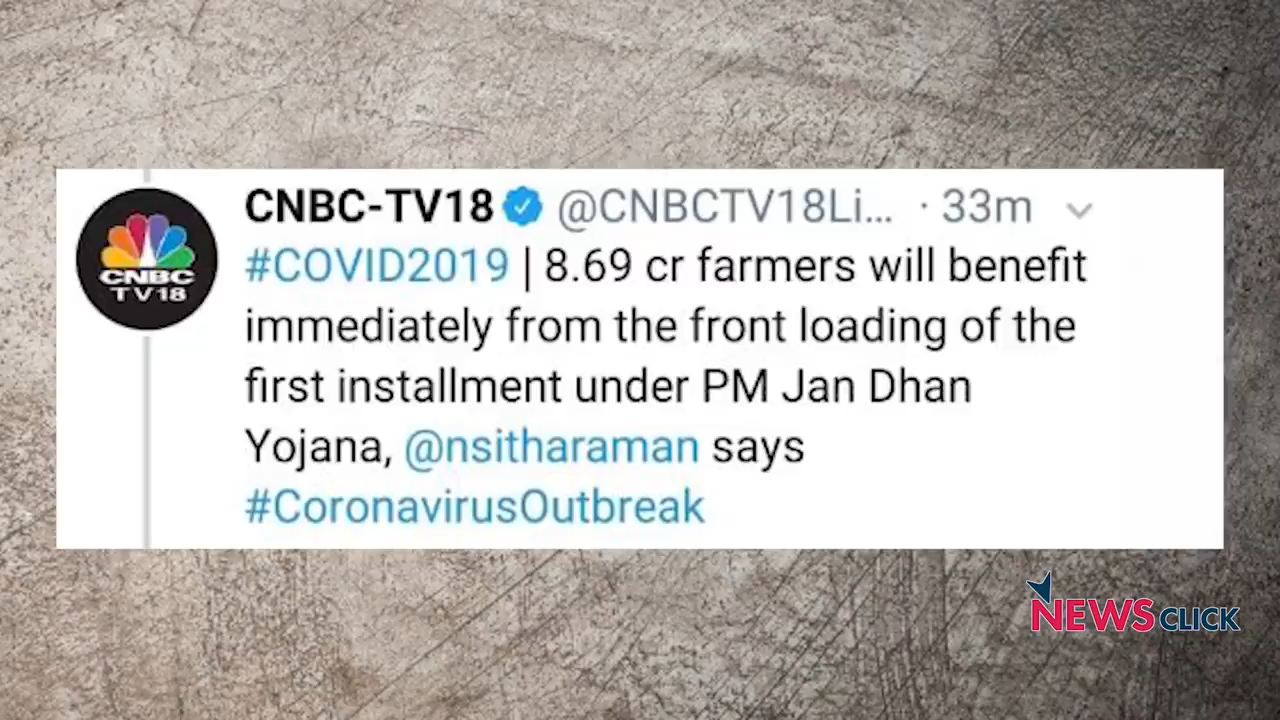 CNBC-TV18 @CNBCTV18Li... · 33m
CNBC
TV18
#COVID2019 | 8.69 cr farmers will benefit
immediately from the front loading of the
first installment under PM Jan Dhan
Yojana, @nsitharaman says
#CoronavirusOutbreak
NEWSCLICK